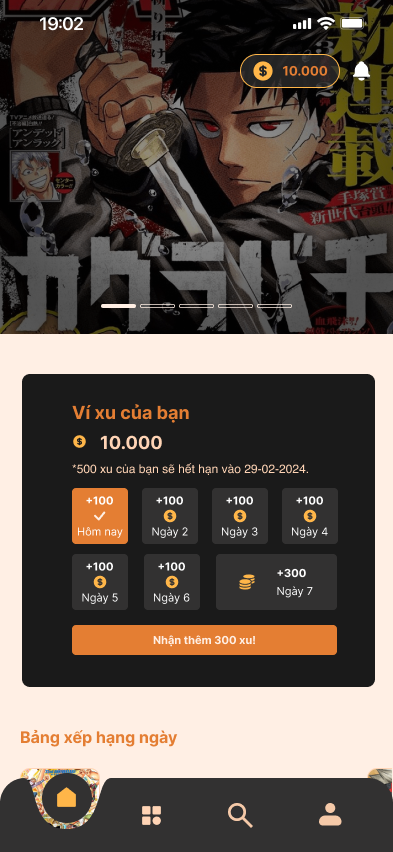 19:02
10.000
新連載
アンデッド
アンラック
手塚賞
カグラバチ
Ví xu của bạn
10.000
*500 xu của bạn sẽ hết hạn vào 29-02-2024.
+100 +100 +100 +100
Hôm nay Ngày 2 Ngày 3 Ngày 4
+100 +100 +300
Ngày 5 Ngày 6 Ngày 7
Nhận thêm 300 xu!
Bảng xếp hạng ngày